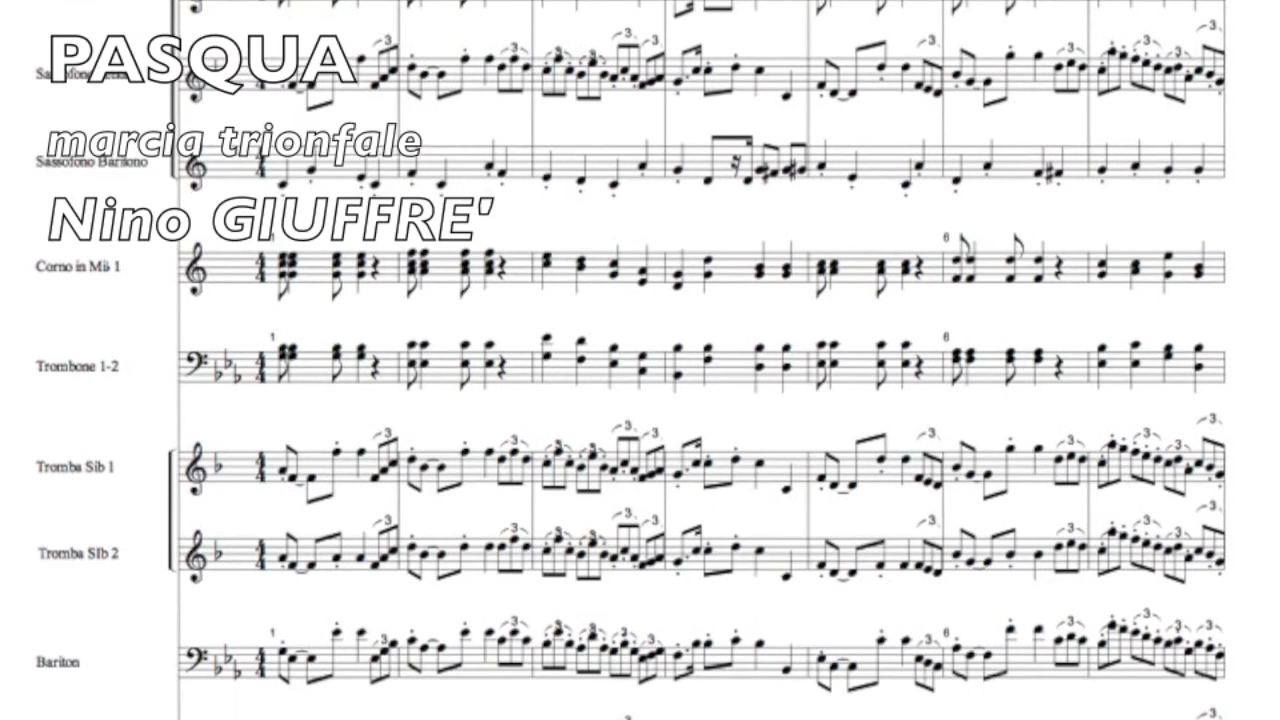 PASQUA
marcia trionfale
Sassofono Baritono
Nino GIUFFRE'
Corno in Mib 1
Trombone 1-2
Tromba Sib 1
Tromba SIb 2
Bariton